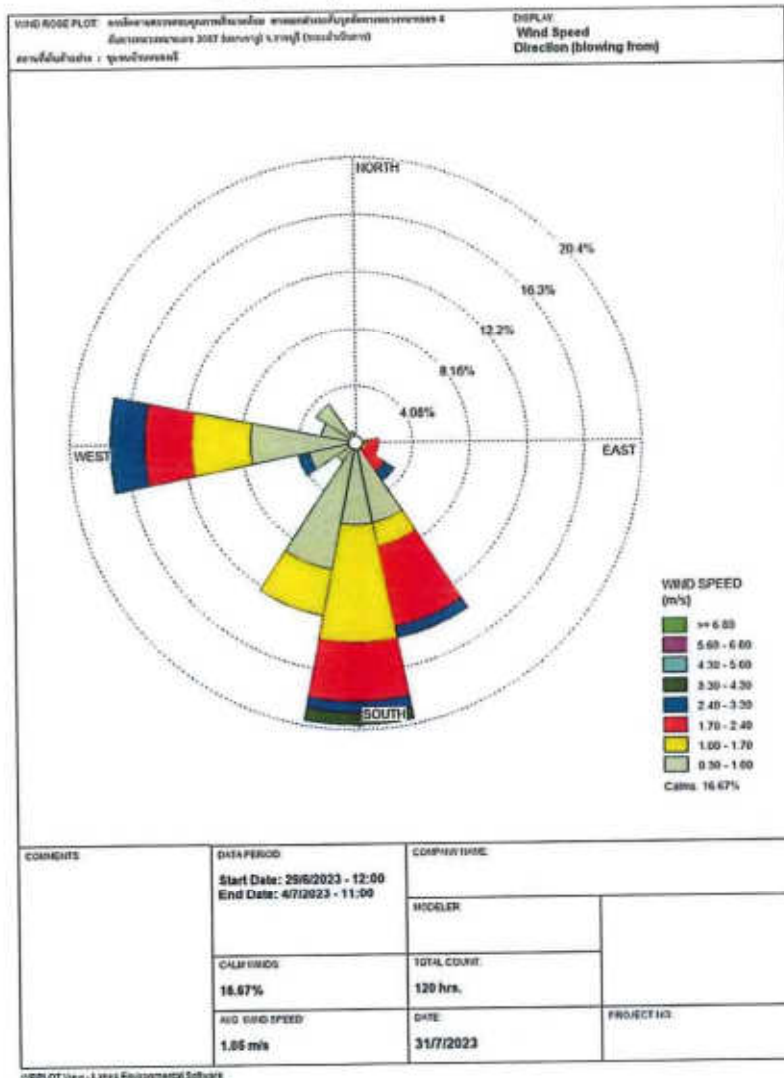 WIND ROSE PLOT:
DISPLAY:
Wind Speed
Direction (blowing from)
NORTH
20.4%
16.3%
12.2%
8.16%
4.08%
WEST
EAST
SOUTH
WIND SPEED
(m/s)
>= 6.60
5.60 - 6.60
4.30 - 5.60
3.30 - 4.30
2.40 - 3.30
1.70 - 2.40
1.00 - 1.70
0.30 - 1.00
Calms: 16.67%
COMMENTS
DATA PERIOD:
Start Date: 29/6/2023 - 12:00
End Date: 4/7/2023 - 11:00
COMPANY NAME:
MODELER
CALM WINDS:
16.67%
TOTAL COUNT:
120 hrs.
AVG. WIND SPEED
DATE:
31/7/2023
PROJECT NO.
WRPLOT View - Lakes Environmental Software